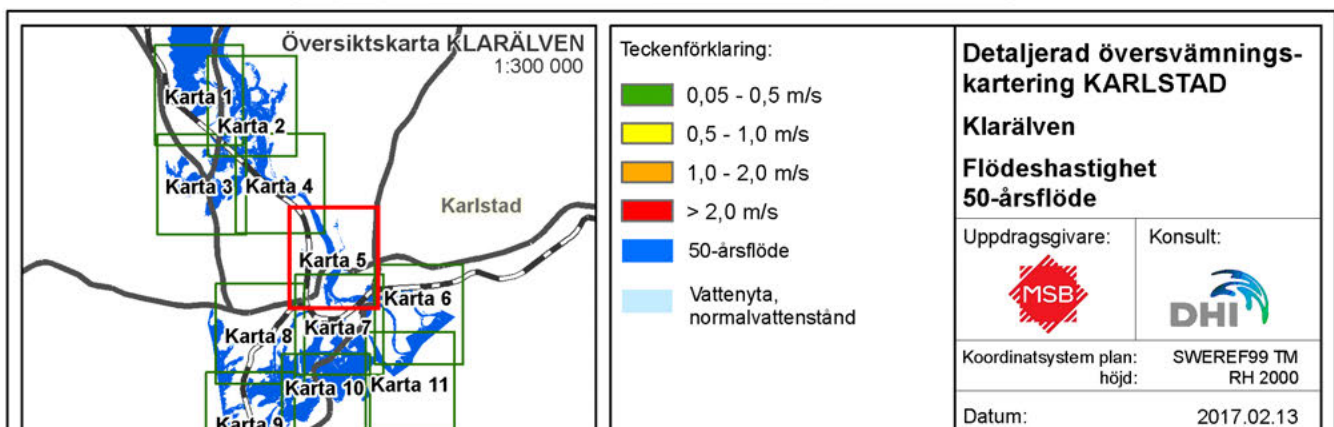 Översiktskarta KLARÄLVEN
1:300 000
Karta 1
Karta 2
Karta 3
Karta 4
Karlstad
Karta 5
Karta 6
Karta 7
Karta 8
Karta 10
Karta 11
Karta 9
Teckenförklaring:
0,05 - 0,5 m/s
0,5 - 1,0 m/s
1,0 - 2,0 m/s
> 2,0 m/s
50-årsflöde
Vattenyta,
normalvattenstånd
Detaljerad översvämnings-
kartering KARLSTAD
Klarälven
Flödeshastighet
50-årsflöde
Uppdragsgivare:
MSB
Konsult:
DHI
Koordinatsystem plan: SWEREF99 TM
höjd: RH 2000
Datum: 2017.02.13